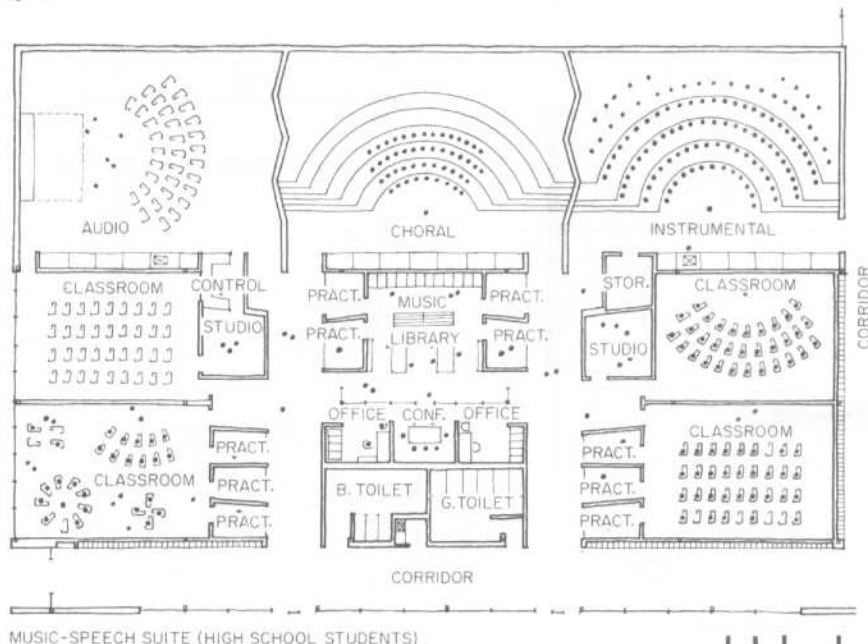 AUDIO
CHORAL
INSTRUMENTAL
CLASSROOM
CONTROL
PRACT.
MUSIC
PRACT.
STOR.
CLASSROOM
CORRIDOR
STUDIO
PRACT.
LIBRARY
PRACT.
STUDIO
OFFICE
CONF.
OFFICE
CLASSROOM
PRACT.
CLASSROOM
PRACT.
B. TOILET
G. TOILET
PRACT.
PRACT.
PRACT.
PRACT.
CORRIDOR
MUSIC-SPEECH SUITE (HIGH SCHOOL STUDENTS)